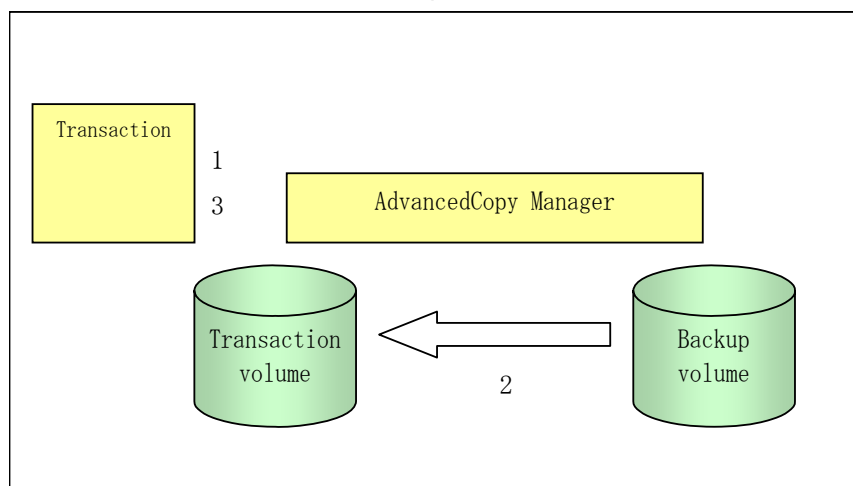 Transaction
1
3
AdvancedCopy Manager
Transaction
volume
2
Backup
volume